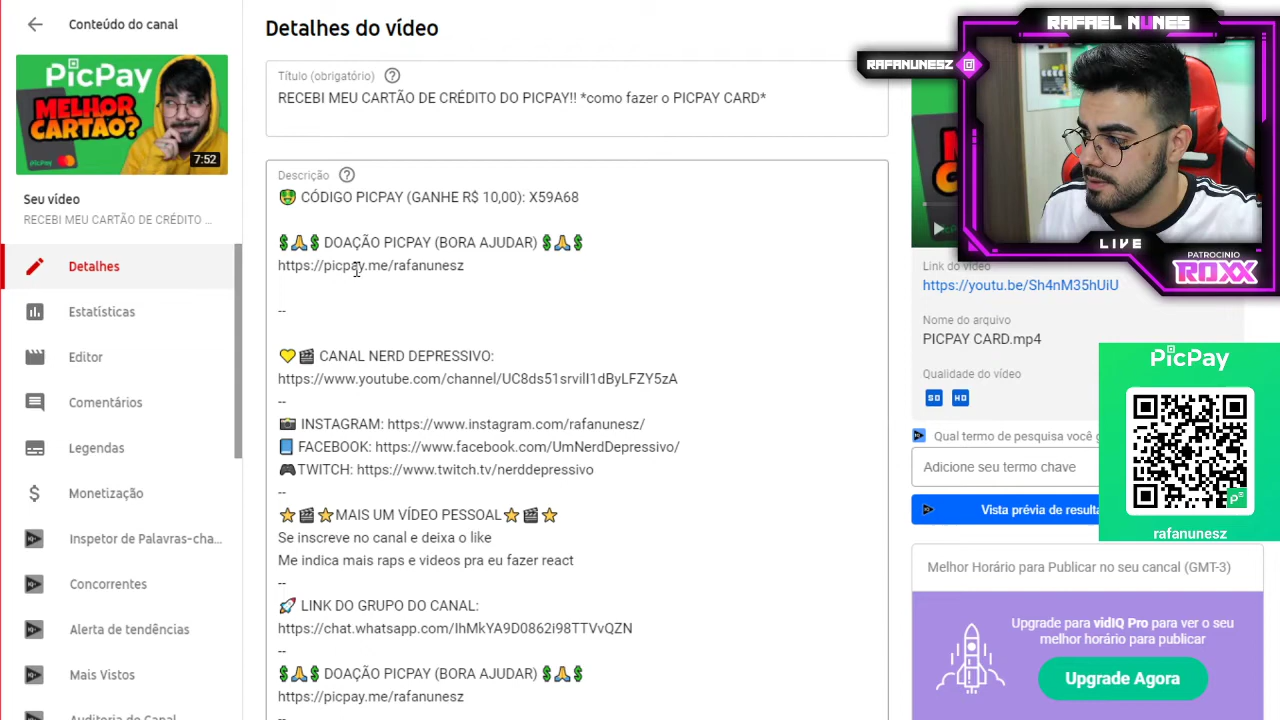 Conteúdo do canal
PicPay
MELHOR
CARTÃO?
PicPay
7:52
Seu vídeo
RECEBI MEU CARTÃO DE CRÉDITO ...
Detalhes
Estatísticas
Editor
Comentários
Legendas
Monetização
Inspetor de Palavras-cha...
Concorrentes
Alerta de tendências
Mais Vistos
Auditoria do Canal
Detalhes do vídeo
Título (obrigatório)
RECEBI MEU CARTÃO DE CRÉDITO DO PICPAY!! *como fazer o PICPAY CARD*
Descrição
🤑 CÓDIGO PICPAY (GANHE R$ 10,00): X59A68
💲🙏💲 DOAÇÃO PICPAY (BORA AJUDAR) 💲🙏💲
https://picpay.me/rafanunesz
--
💛🎬 CANAL NERD DEPRESSIVO:
https://www.youtube.com/channel/UC8ds51srvilI1dByLFZY5zA
--
📸 INSTAGRAM: https://www.instagram.com/rafanunesz/
📘 FACEBOOK: https://www.facebook.com/UmNerdDepressivo/
🎮TWITCH: https://www.twitch.tv/nerddepressivo
--
⭐🎬⭐MAIS UM VÍDEO PESSOAL⭐🎬⭐
Se inscreve no canal e deixa o like
Me indica mais raps e videos pra eu fazer react
--
🚀 LINK DO GRUPO DO CANAL:
https://chat.whatsapp.com/IhMkYA9D0862i98TTVvQZN
--
💲🙏💲 DOAÇÃO PICPAY (BORA AJUDAR) 💲🙏💲
https://picpay.me/rafanunesz
--
RAFAEL NUNES
RAFANUNESZ
LIVE
PATROCINIO
ROXX
Link do vídeo
https://youtu.be/Sh4nM35hUiU
Nome do arquivo
PICPAY CARD.mp4
Qualidade do vídeo
SD HD
Qual termo de pesquisa você g
Adicione seu termo chave
Vista prévia de resulta
PicPay
rafanunesz
Melhor Horário para Publicar no seu cancal (GMT-3)
Upgrade para vidIQ Pro para ver o seu
melhor horário para publicar
Upgrade Agora